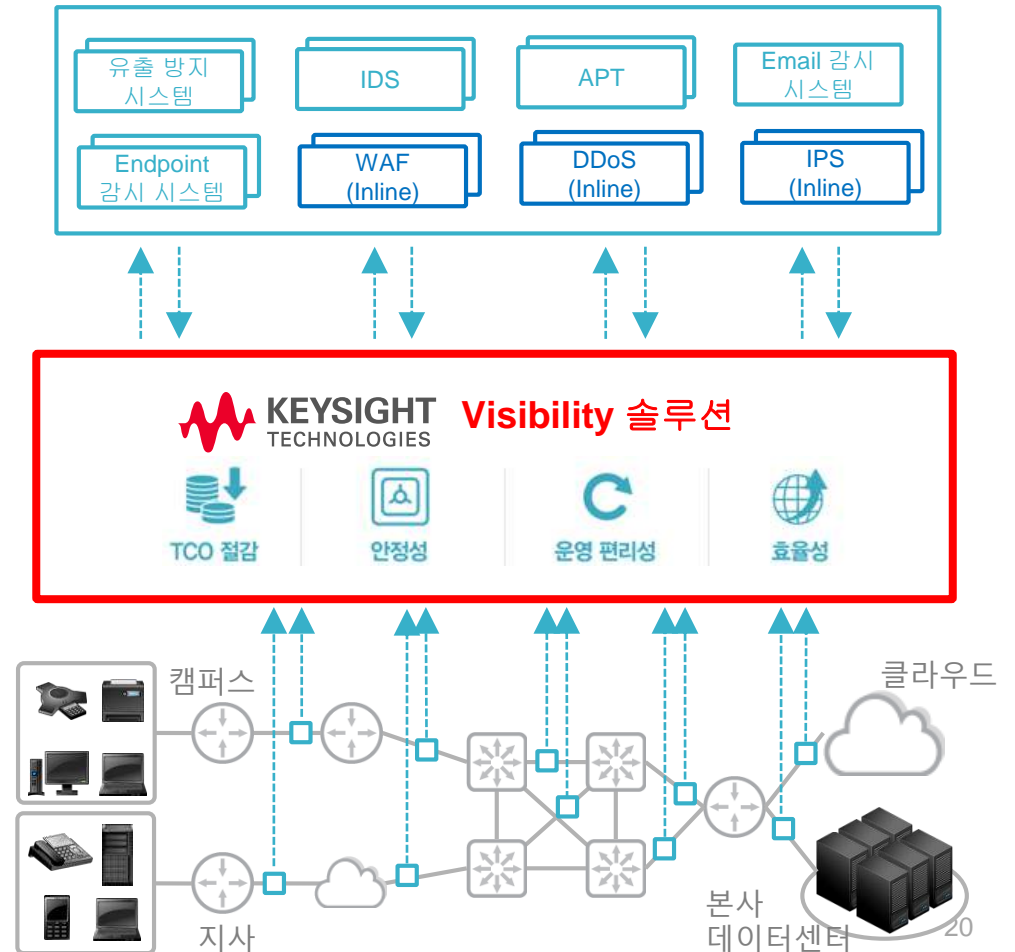 유출 방지
시스템
IDS
APT
Email 감시
시스템
Endpoint
감시 시스템
WAF
(Inline)
DDoS
(Inline)
IPS
(Inline)
KEYSIGHT
TECHNOLOGIES
Visibility 솔루션
TCO 절감
안정성
운영 편리성
효율성
캠퍼스
클라우드
지사
본사
데이터센터
20